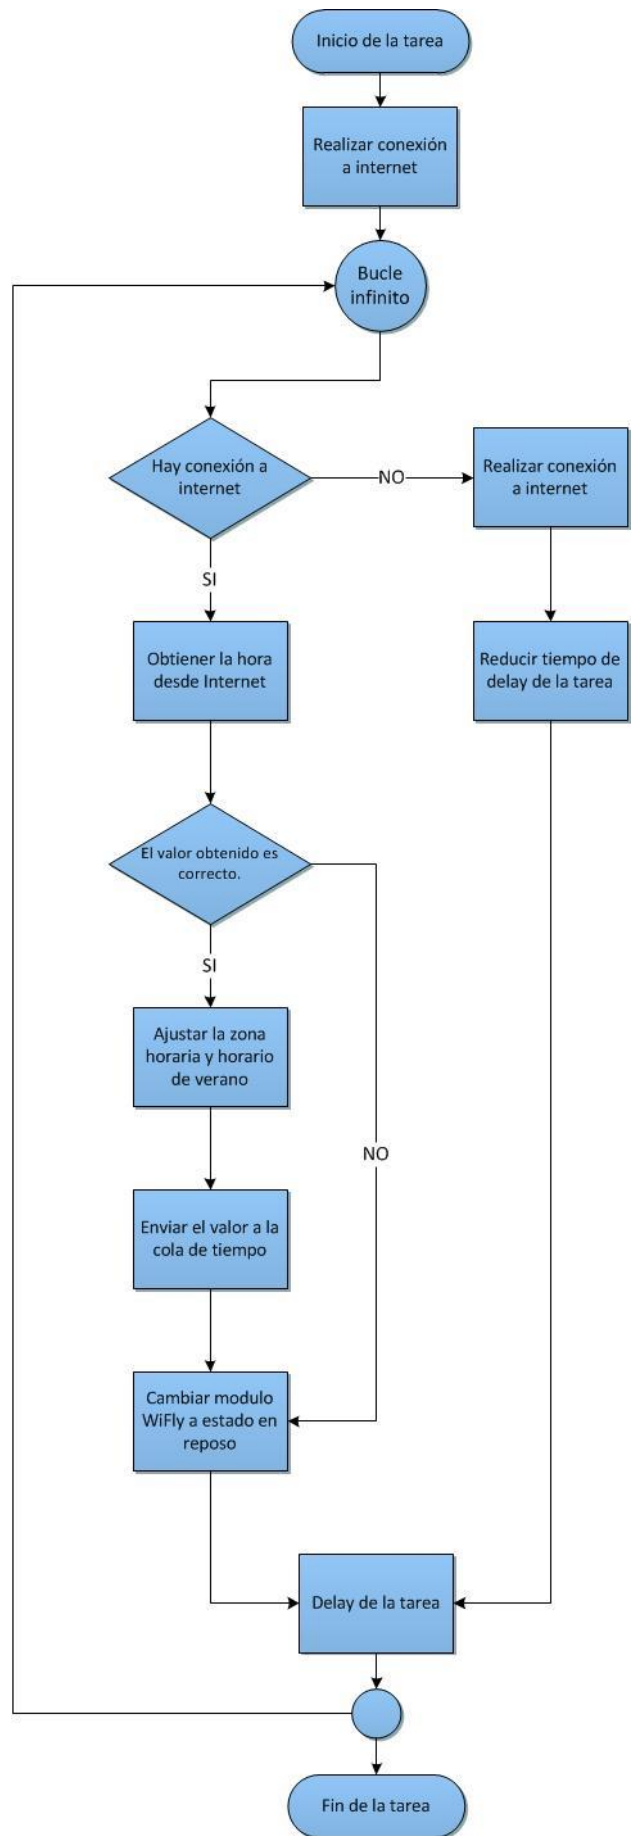 Inicio de la tarea
Realizar conexión
a internet
Bucle
infinito
Hay conexión a
internet
NO
Realizar conexión
a internet
SI
Obtiener la hora
desde Internet
Reducir tiempo de
delay de la tarea
El valor obtenido es
correcto.
SI
Ajustar la zona
horaria y horario
de verano
NO
Enviar el valor a la
cola de tiempo
Cambiar modulo
WiFly a estado en
reposo
Delay de la tarea
Fin de la tarea